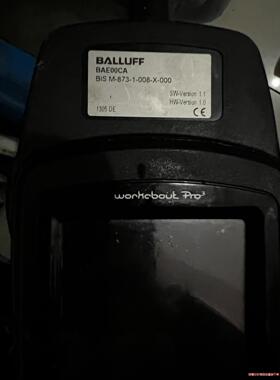 BALLUFF
BAE00CA
BIS M-873-1-008-X-000
SW-Version 1.1
HW-Version 1.0
1305 DE
CE
workabout Pro³